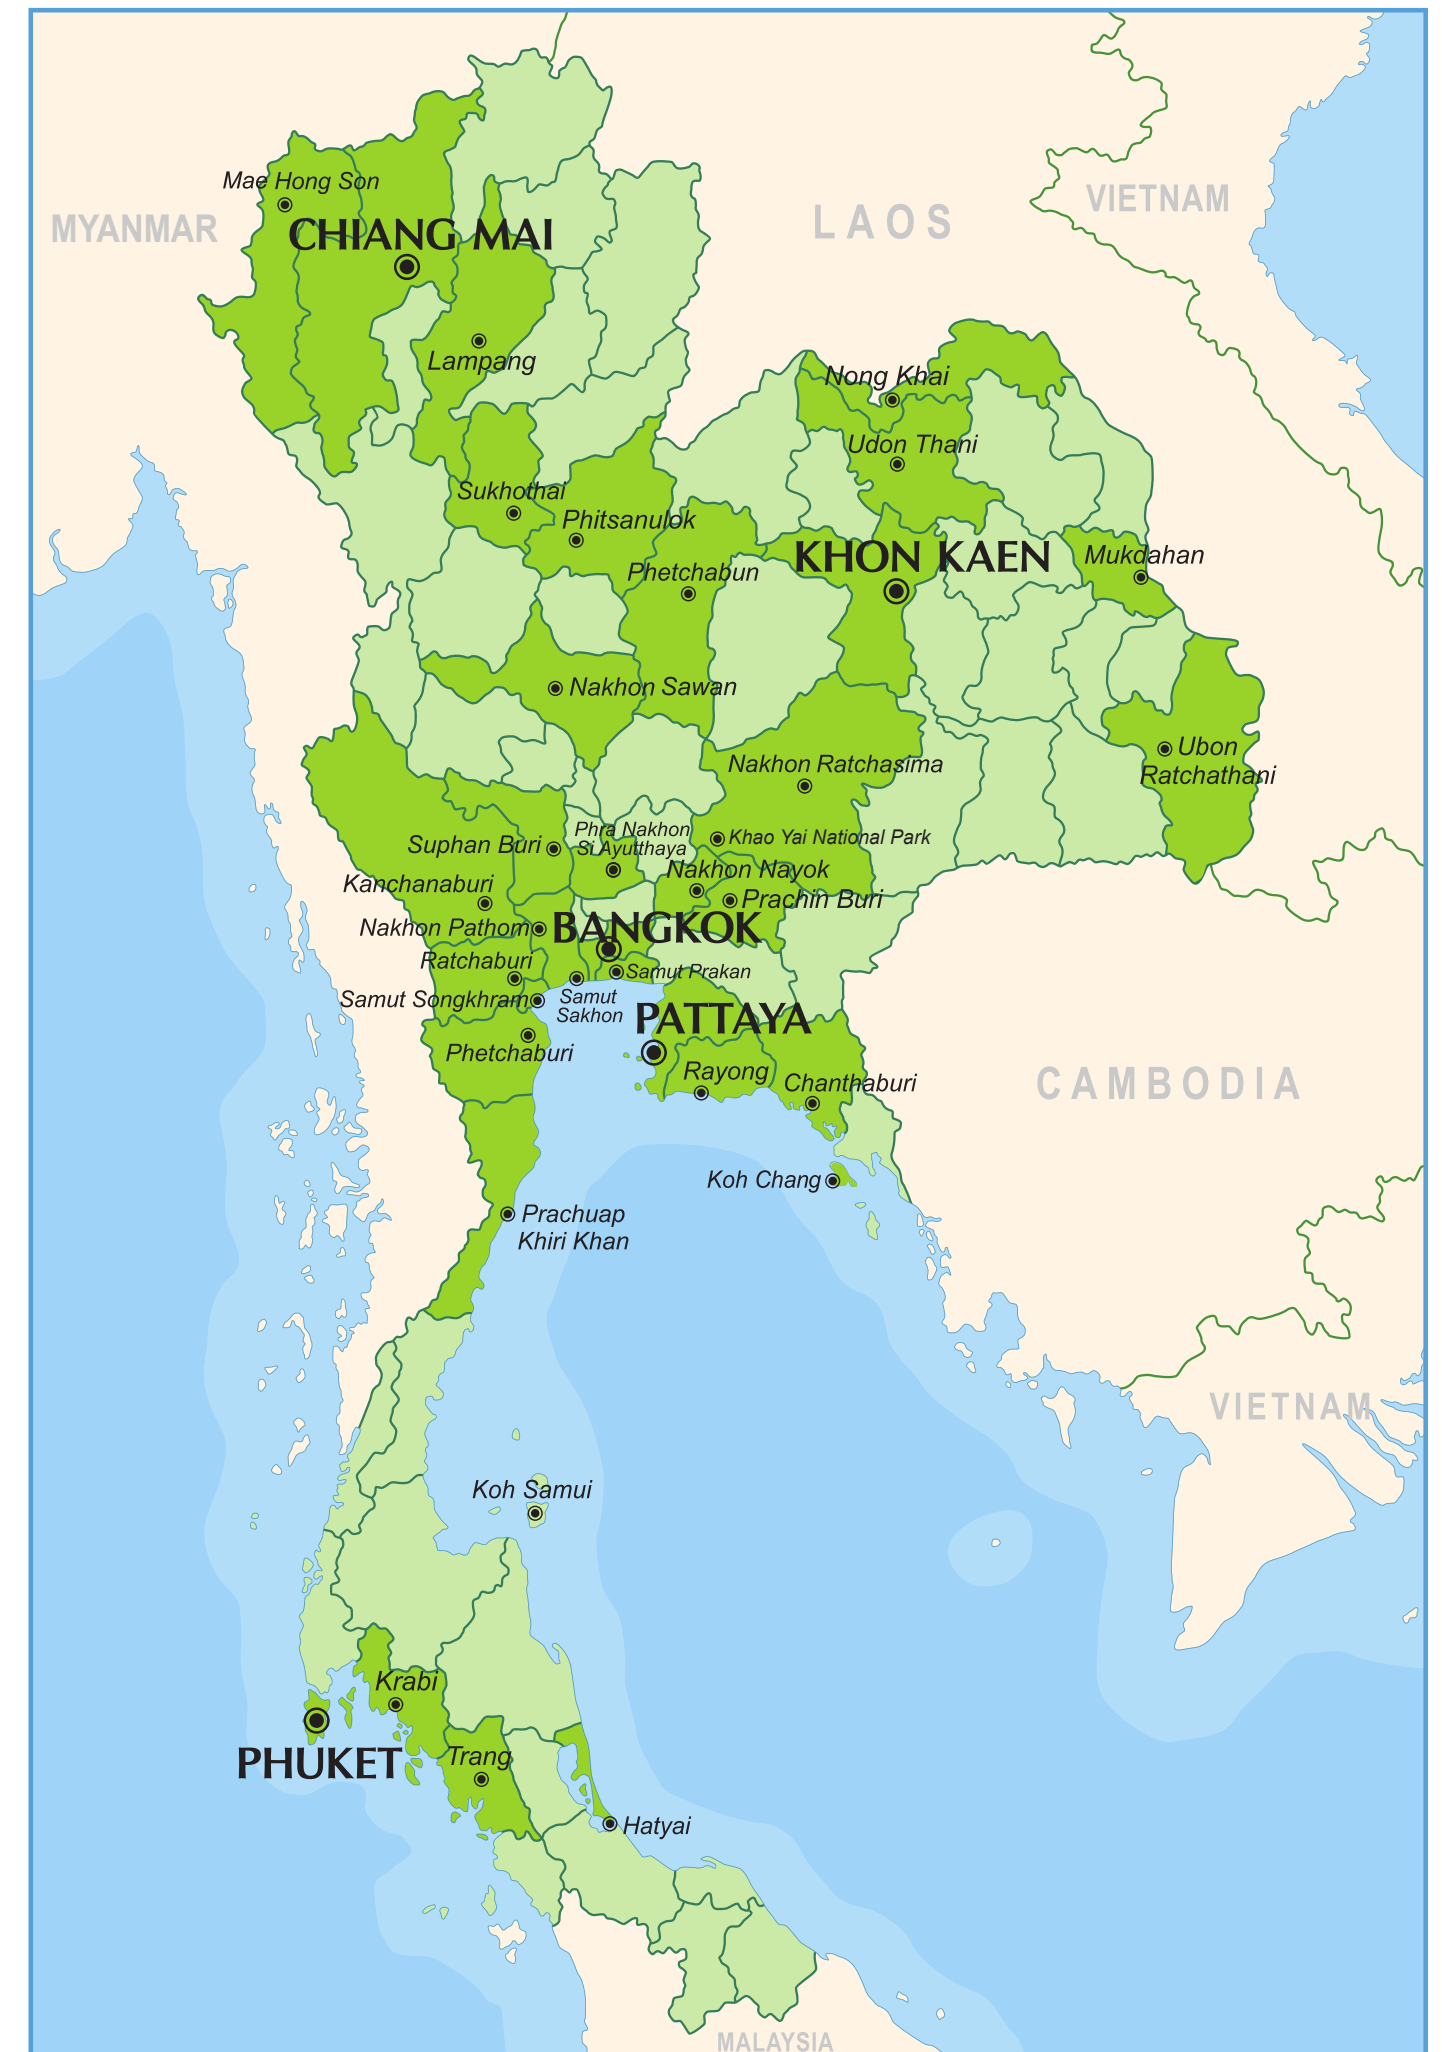 Mae Hong Son
MYANMAR
CHIANG MAI
LAOS
VIETNAM
Lampang
Nong Khai
Udon Thani
Sukhothai
Phitsanulok
KHON KAEN
Mukdahan
Phetchabun
Nakhon Sawan
Ubon
Ratchathani
Nakhon Ratchasima
Phra Nakhon
Si Ayutthaya
Khao Yai National Park
Suphan Buri
Nakhon Nayok
Kanchanaburi
Prachin Buri
Nakhon Pathom
BANGKOK
Ratchaburi
Samut Prakan
Samut Songkhram
Samut
Sakhon
PATTAYA
Phetchaburi
Rayong
Chanthaburi
CAMBODIA
Koh Chang
Prachuap
Khiri Khan
VIETNAM
Koh Samui
Krabi
PHUKET
Trang
Hatyai
MALAYSIA